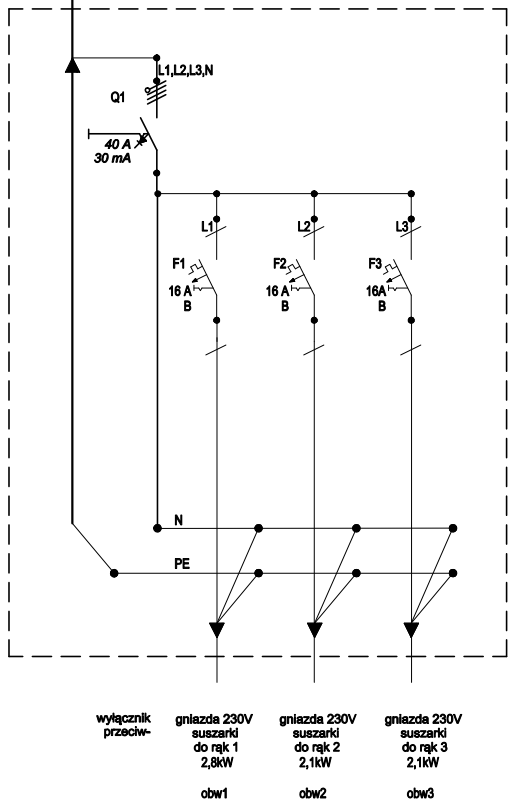 L1,L2,L3,N
Q1
40 A
30 mA
L1
L2
L3
F1
F2
F3
16 A
16 A
16A
B
B
B
N
PE
wyłącznik
przeciw-
gniazda 230V
suszarki
do rąk 1
2,8kW
obw1
gniazda 230V
suszarki
do rąk 2
2,1kW
obw2
gniazda 230V
suszarki
do rąk 3
2,1kW
obw3